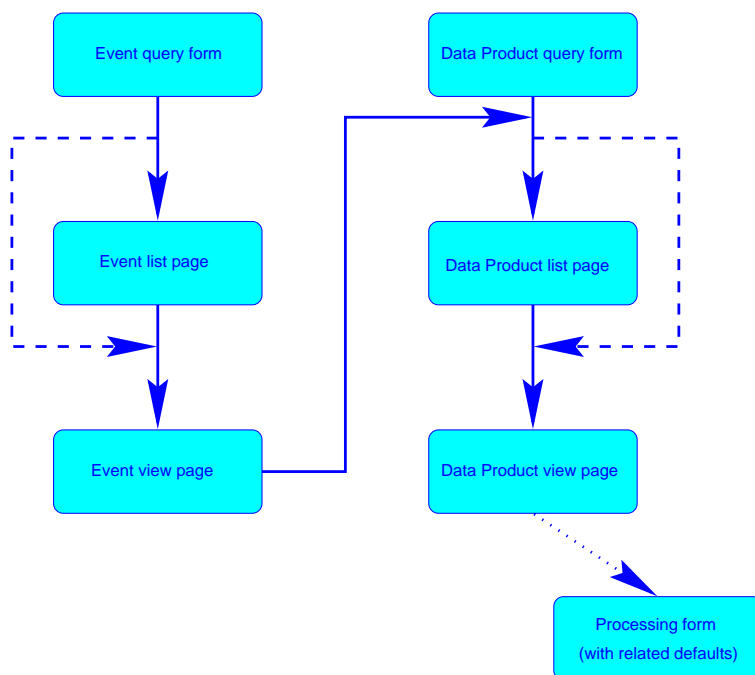 Event query form
Data Product query form
Event list page
Data Product list page
Event view page
Data Product view page
Processing form
(with related defaults)